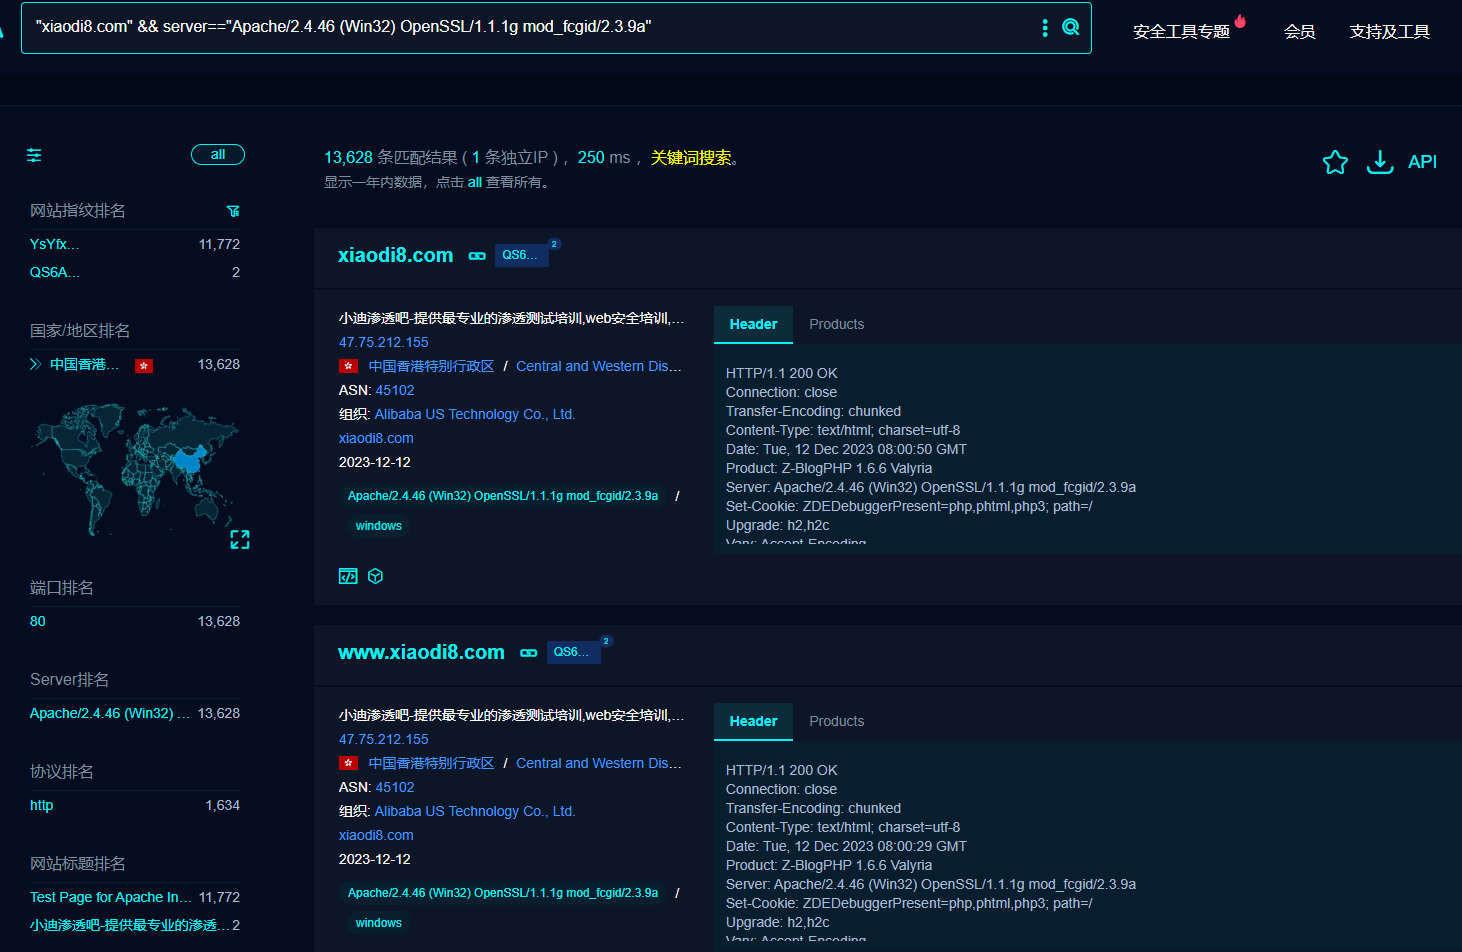 "xiaodi8.com" && server=="Apache/2.4.46 (Win32) OpenSSL/1.1.1g mod_fcgid/2.3.9a"
安全工具专题
会员
支持及工具
all
13,628 条匹配结果 ( 1 条独立IP ) ，250 ms ，关键词搜索。
显示一年内数据，点击 all 查看所有。
API
网站指纹排名
YsYfx... 11,772
QS6A... 2
国家/地区排名
中国香港... 13,628
端口排名
80 13,628
Server排名
Apache/2.4.46 (Win32) ... 13,628
协议排名
http 1,634
网站标题排名
Test Page for Apache In... 11,772
小迪渗透吧-提供最专业的渗透... 2
xiaodi8.com QS6... 2
小迪渗透吧-提供最专业的渗透测试培训,web安全培训,...
47.75.212.155
中国香港特别行政区 / Central and Western Dis...
ASN: 45102
组织: Alibaba US Technology Co., Ltd.
xiaodi8.com
2023-12-12
Apache/2.4.46 (Win32) OpenSSL/1.1.1g mod_fcgid/2.3.9a /
windows
Header Products
HTTP/1.1 200 OK
Connection: close
Transfer-Encoding: chunked
Content-Type: text/html; charset=utf-8
Date: Tue, 12 Dec 2023 08:00:50 GMT
Product: Z-BlogPHP 1.6.6 Valyria
Server: Apache/2.4.46 (Win32) OpenSSL/1.1.1g mod_fcgid/2.3.9a
Set-Cookie: ZDEDebuggerPresent=php,phtml,php3; path=/
Upgrade: h2,h2c
Vary: Accept-Encoding
www.xiaodi8.com QS6... 2
小迪渗透吧-提供最专业的渗透测试培训,web安全培训,...
47.75.212.155
中国香港特别行政区 / Central and Western Dis...
ASN: 45102
组织: Alibaba US Technology Co., Ltd.
xiaodi8.com
2023-12-12
Apache/2.4.46 (Win32) OpenSSL/1.1.1g mod_fcgid/2.3.9a /
windows
Header Products
HTTP/1.1 200 OK
Connection: close
Transfer-Encoding: chunked
Content-Type: text/html; charset=utf-8
Date: Tue, 12 Dec 2023 08:00:29 GMT
Product: Z-BlogPHP 1.6.6 Valyria
Server: Apache/2.4.46 (Win32) OpenSSL/1.1.1g mod_fcgid/2.3.9a
Set-Cookie: ZDEDebuggerPresent=php,phtml,php3; path=/
Upgrade: h2,h2c
Vary: Accept-Encoding